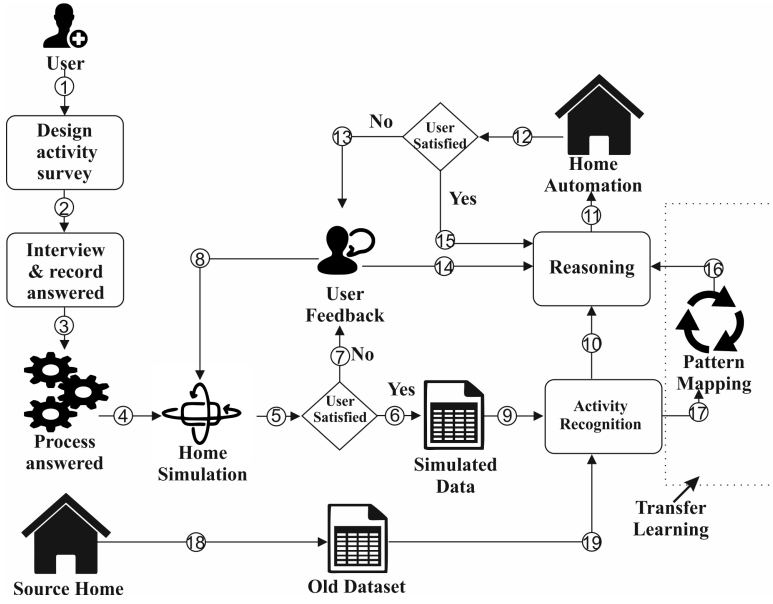 User
1
Design
activity
survey
2
Interview
& record
answered
3
Process
answered
4
Home
Simulation
5
User
Satisfied
No
7
Yes
6
Simulated
Data
9
Activity
Recognition
8
User
Feedback
13
No
User
Satisfied
12
Home
Automation
Yes
15
14
Reasoning
11
10
16
Pattern
Mapping
17
Transfer
Learning
Source Home
18
Old Dataset
19